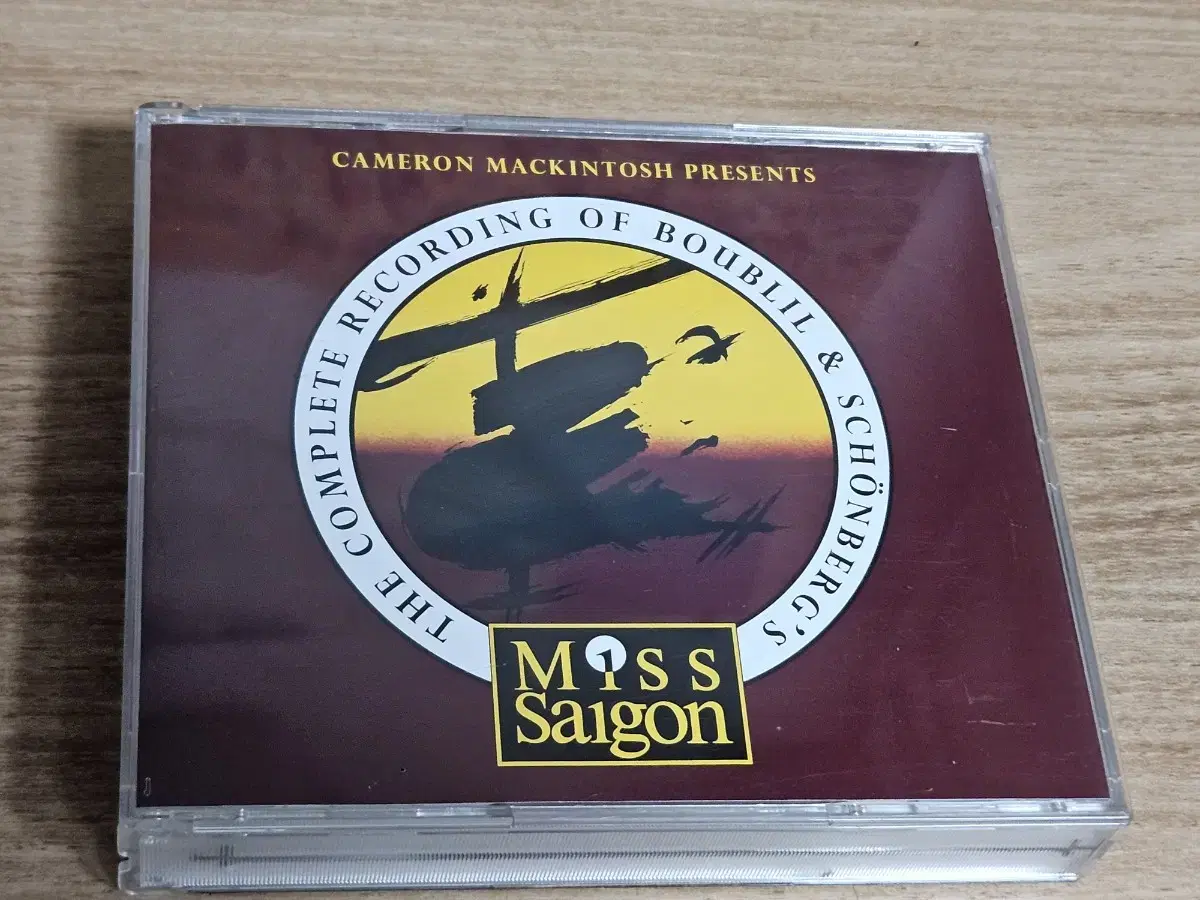 CAMERON MACKINTOSH PRESENTS
THE COMPLETE RECORDING OF BOUBLIL & SCHÖNBERG'S
MISS
Saigon